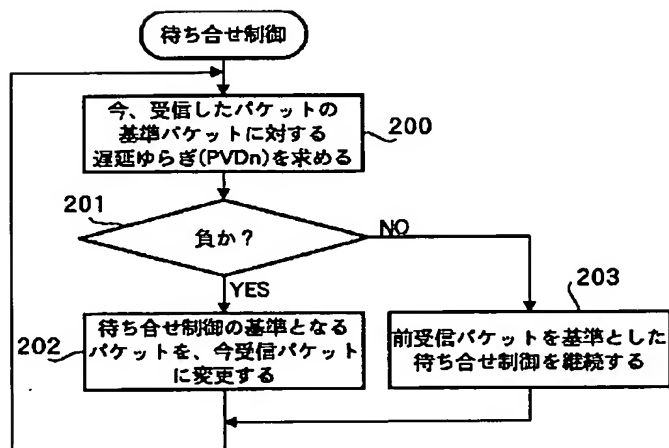 待ち合せ制御
今、受信したパケットの
基準パケットに対する
遅延ゆらぎ(PVDn)を求める
200
201
負か?
NO
YES
203
202
待ち合せ制御の基準となる
パケットを、今受信パケット
に変更する
前受信パケットを基準とした
待ち合せ制御を継続する